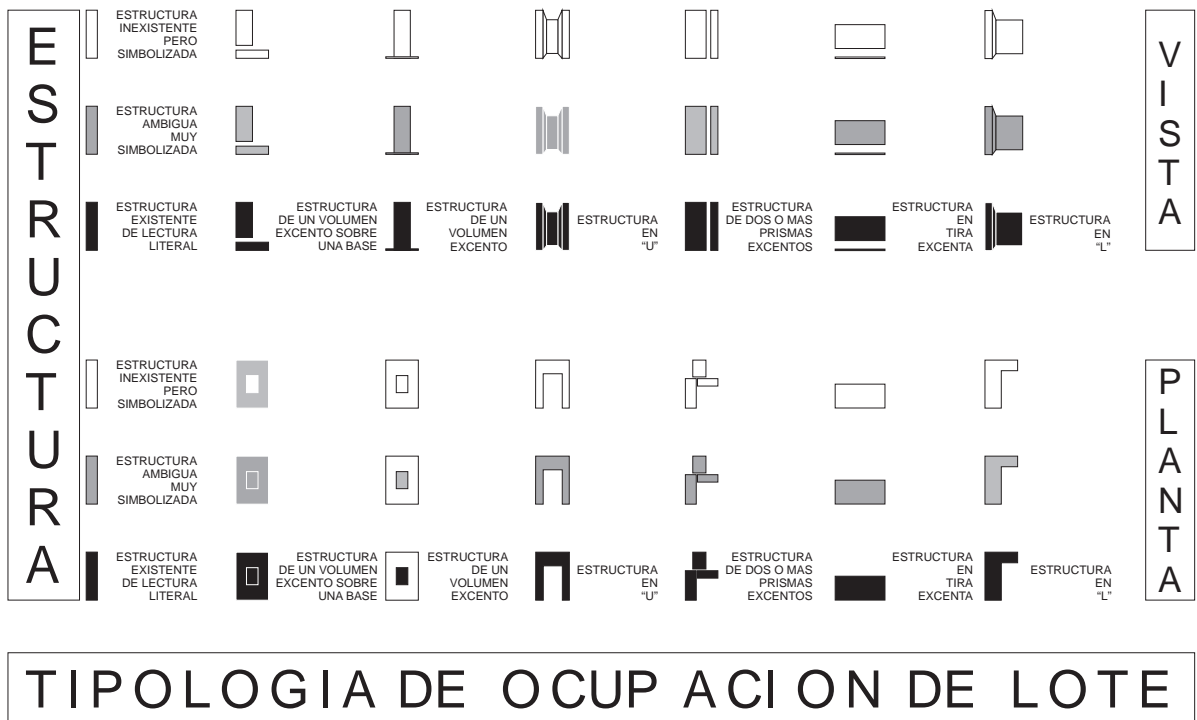 ESTRUCTURA
ESTRUCTURA
INEXISTENTE
PERO
SIMBOLIZADA
ESTRUCTURA
AMBIGUA
MUY
SIMBOLIZADA
ESTRUCTURA
EXISTENTE
DE LECTURA
LITERAL
ESTRUCTURA
DE UN VOLUMEN
EXCENTO SOBRE
UNA BASE
ESTRUCTURA
DE UN
VOLUMEN
EXCENTO
ESTRUCTURA
EN
“U”
ESTRUCTURA
DE DOS O MAS
PRISMAS
EXCENTOS
ESTRUCTURA
EN
TIRA
EXCENTA
ESTRUCTURA
EN
“L”
VISTA
ESTRUCTURA
INEXISTENTE
PERO
SIMBOLIZADA
ESTRUCTURA
AMBIGUA
MUY
SIMBOLIZADA
ESTRUCTURA
EXISTENTE
DE LECTURA
LITERAL
ESTRUCTURA
DE UN VOLUMEN
EXCENTO SOBRE
UNA BASE
ESTRUCTURA
DE UN
VOLUMEN
EXCENTO
ESTRUCTURA
EN
“U”
ESTRUCTURA
DE DOS O MAS
PRISMAS
EXCENTOS
ESTRUCTURA
EN
TIRA
EXCENTA
ESTRUCTURA
EN
“L”
PLANTA
TIPOLOGIA DE OCUPACION DE LOTE